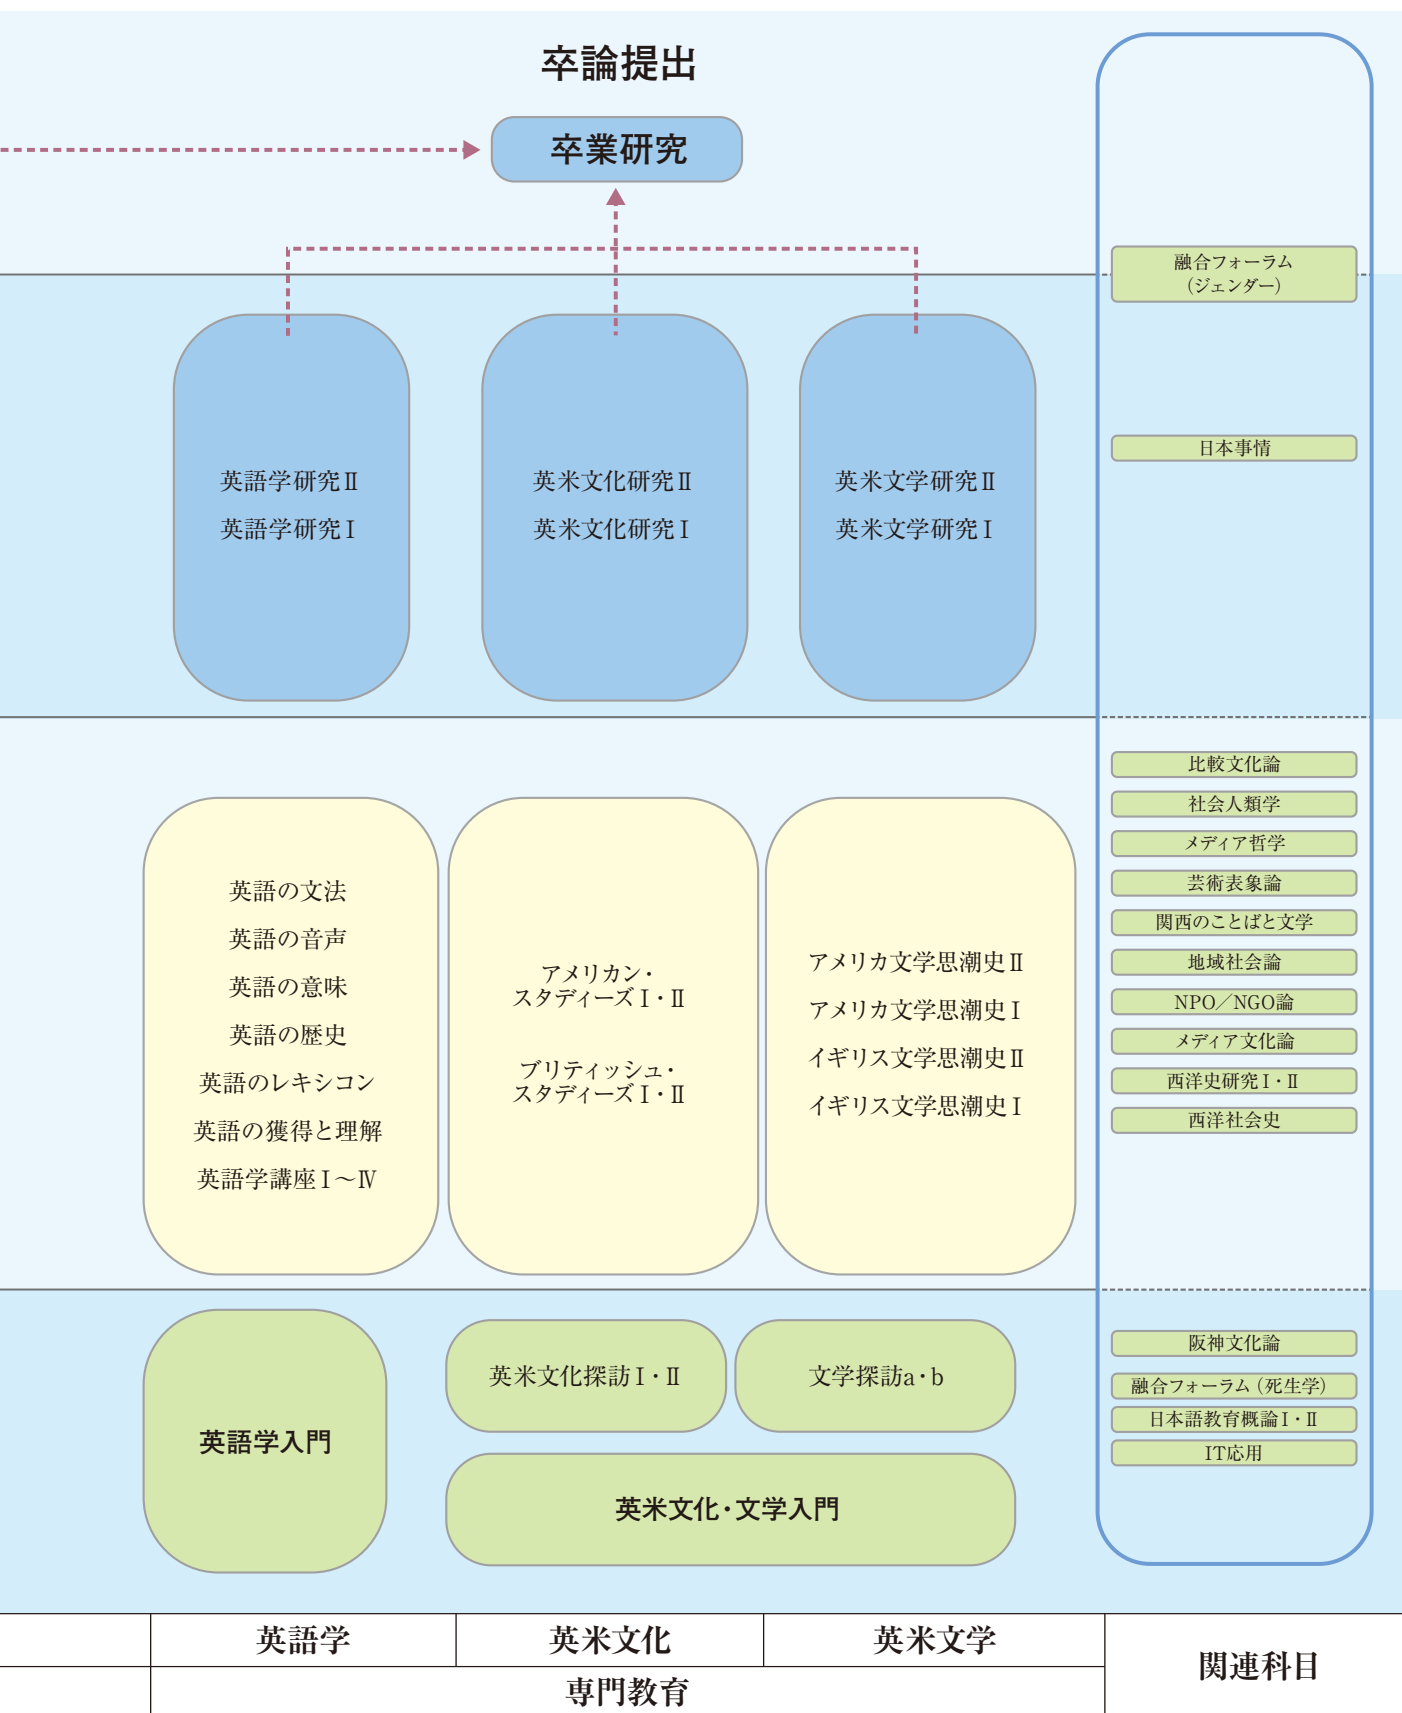 卒論提出
卒業研究
融合フォーラム
（ジェンダー）
日本事情
英語学研究Ⅱ
英語学研究Ⅰ
英米文化研究Ⅱ
英米文化研究Ⅰ
英米文学研究Ⅱ
英米文学研究Ⅰ
比較文化論
社会人類学
メディア哲学
芸術表象論
関西のことばと文学
地域社会論
NPO／NGO論
メディア文化論
西洋史研究Ⅰ・Ⅱ
西洋社会史
英語の文法
英語の音声
英語の意味
英語の歴史
英語のレキシコン
英語の獲得と理解
英語学講座Ⅰ～Ⅳ
アメリカン・
スタディーズⅠ・Ⅱ
ブリティッシュ・
スタディーズⅠ・Ⅱ
アメリカ文学思潮史Ⅱ
アメリカ文学思潮史Ⅰ
イギリス文学思潮史Ⅱ
イギリス文学思潮史Ⅰ
英語学入門
英米文化探訪Ⅰ・Ⅱ
文学探訪a・b
英米文化・文学入門
阪神文化論
融合フォーラム（死生学）
日本語教育概論Ⅰ・Ⅱ
IT応用
英語学
英米文化
英米文学
関連科目
専門教育